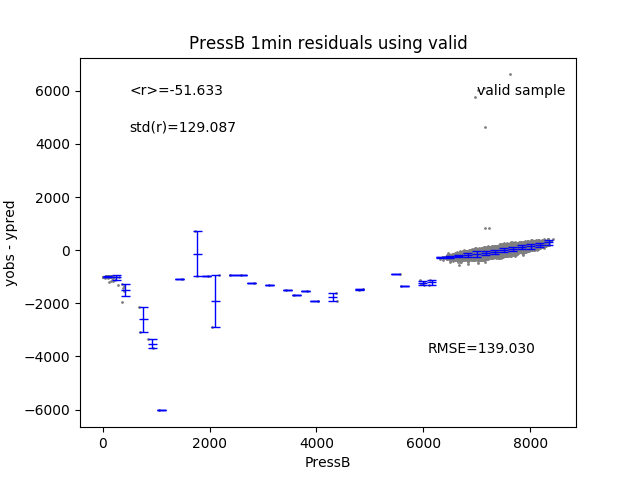 PressB 1min residuals using valid
<r>=-51.633
valid sample
std(r)=129.087
RMSE=139.030
yobs - ypred
6000
4000
2000
0
−2000
−4000
−6000
0 2000 4000 6000 8000
PressB